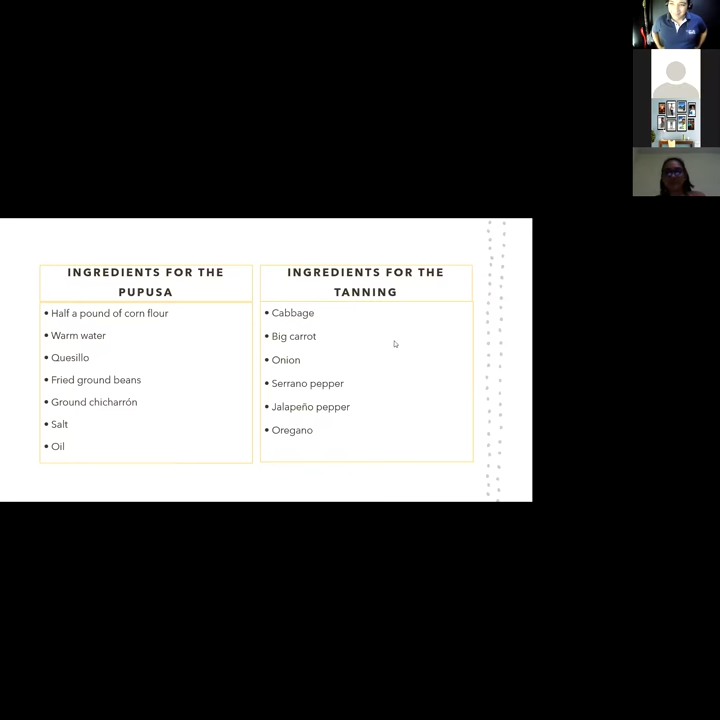 INGREDIENTS FOR THE
PUPUSA
• Half a pound of corn flour
• Warm water
• Quesillo
• Fried ground beans
• Ground chicharrón
• Salt
• Oil
INGREDIENTS FOR THE
TANNING
• Cabbage
• Big carrot
• Onion
• Serrano pepper
• Jalapeño pepper
• Oregano